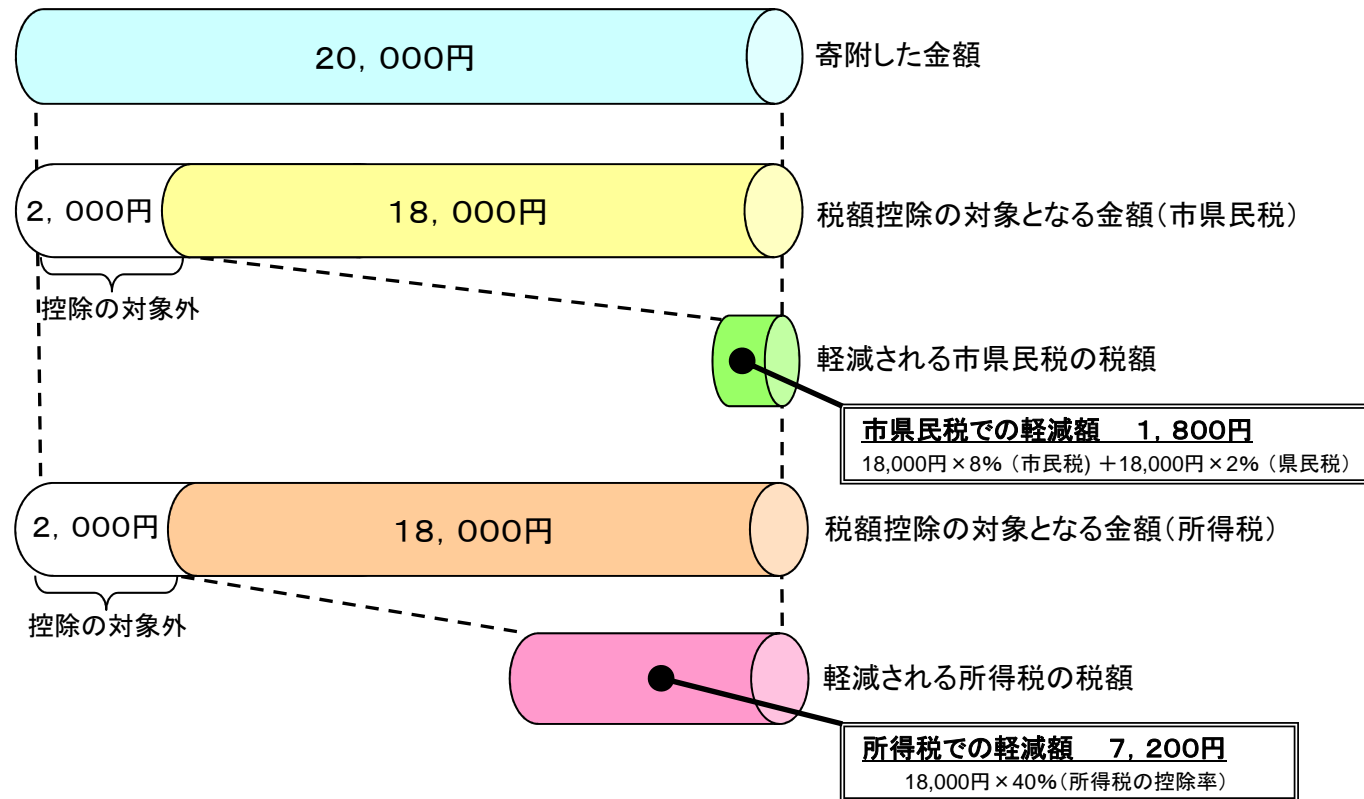 20，000円
寄附した金額
2，000円
18，000円
税額控除の対象となる金額（市県民税）
控除の対象外
軽減される市県民税の税額
市県民税での軽減額　1，800円
18,000円×8%（市民税）＋18,000円×2%（県民税）
2，000円
18，000円
税額控除の対象となる金額（所得税）
控除の対象外
軽減される所得税の税額
所得税での軽減額　7，200円
18,000円×40%（所得税の控除率）